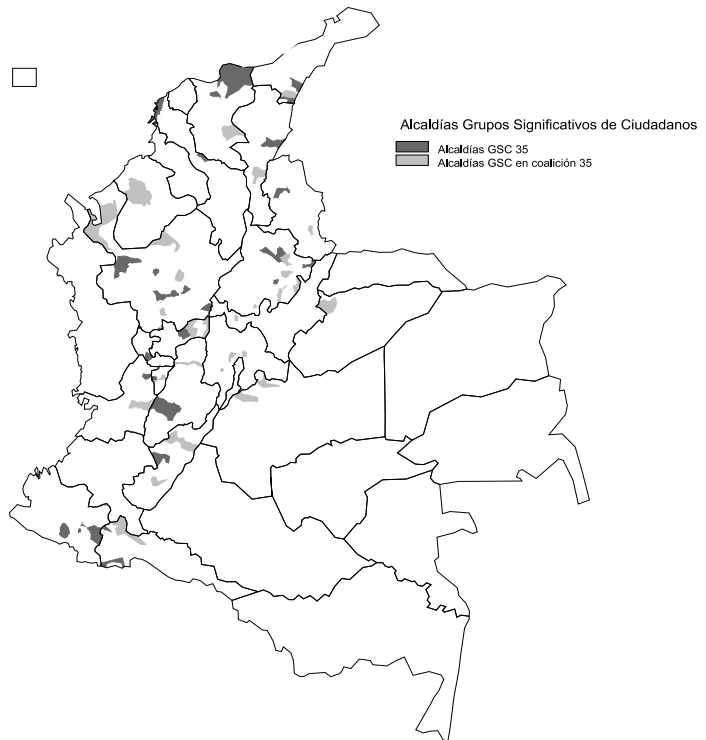 Alcaldías Grupos Significativos de Ciudadanos
Alcaldías GSC 35
Alcaldías GSC en coalición 35